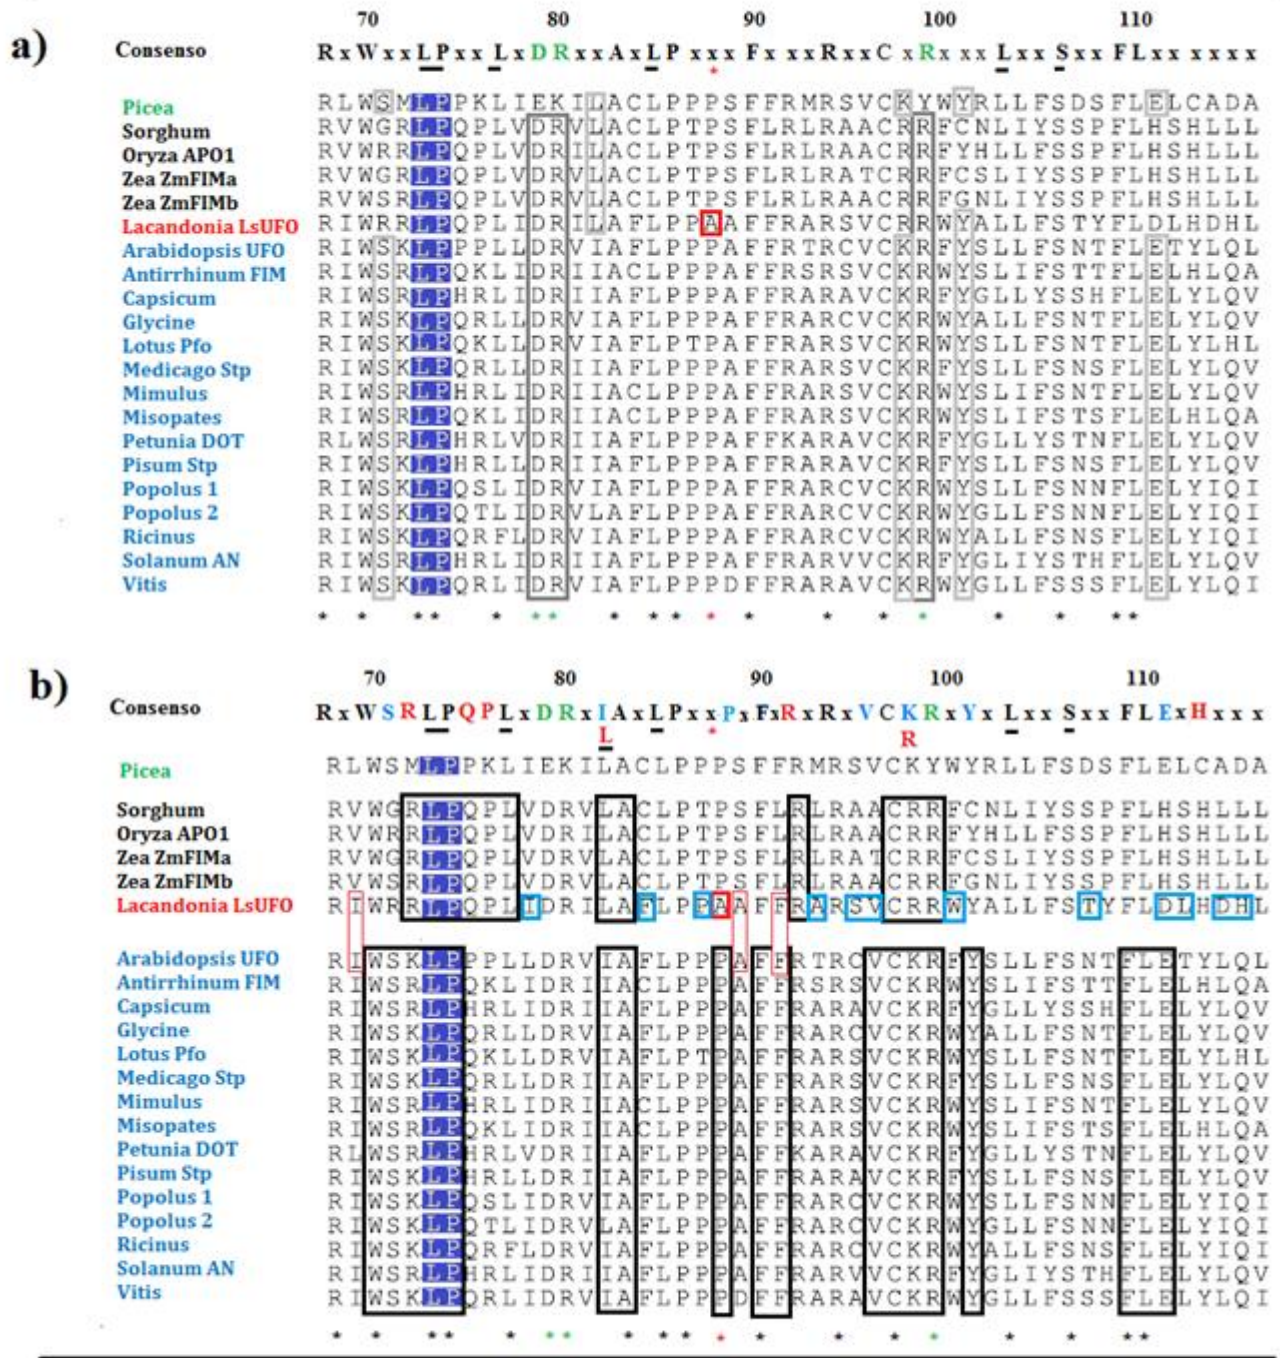 70 80 90 100 110
a) Consenso R x W x x L P x x L x D R x x A x L P x x x F x x x R x x C x R x x x L x x S x x F L x x x x x x x
*
Picea RLWSMLPPKLIEKILACLPPPSFFRMRSVCKYWYRLLFSDSFLELCADA
Sorghum RVWGRLPQPLVDRVLACLPTPSFLRLRAACRRFCNLIYSSPFLHSHLLL
Oryza APO1 RVWRRLPQPLVDRILACLPTPSFLRLRAACRRFYHLLFSSPFLHSHLLL
Zea ZmFIMa RVWGRLPQPLVDRVLACLPTPSFLRLRATCRRFCSLIYSSPFLHSHLLL
Zea ZmFIMb RVWSRLPQPLVDRVLACLPTPSFLRLRAACRRFGNLIYSSPFLHSHLLL
Lacandonia LsUFO RIWRRLPQPLIDRILAFLPPAAFFRARSVCRRWYALLFSTYFLDLHDHL
Arabidopsis UFO RIWSKLPPPLLDRVIAFLPPPAFFRTRCVCKRFYSLLFSNTFLETYLQL
Antirrhinum FIM RIWSRLPQKLIDRIIACLPPPAFFRSRSVCKRWYSLIFSTTFLELHLQA
Capsicum RIWSRLPHRLIDRIIAFLPPPAFFRARAVCKRFYGLLYSSHFLELYLQV
Glycine RIWSKLPQRLLDRVIAFLPPPAFFRARCVCKRWYALLFSNTFLELYLQV
Lotus Pfo RIWSKLPQKLLDRVIAFLPTPAFFRARSVCKRWYSLLFSNTFLELYLHL
Medicago Stp RIWSKLPQRLLDRIIAFLPPPAFFRARSVCKRFYSLLFSNSFLELYLQV
Mimulus RIWSRLPHRLIDRIIACLPPPAFFRARSVCKRWYSLIFSNTFLELYLQV
Misopates RIWSRLPQKLIDRIIACLPPPAFFRARSVCKRWYSLIFSTSFLELHLQA
Petunia DOT RLWSRLPHRLVDRIIAFLPPPAFFKARAVCKRFYGLLYSTNFLELYLQV
Pisum Stp RIWSKLPHRLLDRIIAFLPPPAFFRARAVCKRFYSLLFSNSFLELYLQV
Popolus 1 RIWSKLPQSLIDRVIAFLPPPAFFRARCVCKRWYSLLFSNNFLELYIQI
Popolus 2 RIWSKLPQTLIDRVLAFLPPPAFFRARCVCKRWYGLLFSNNFLELYIQI
Ricinus RIWSKLPQRFLDRVIAFLPPPAFFRARCVCKRWYALLFSNSFLELYIQI
Solanum AN RIWSRLPHRLIDRIIAFLPPPAFFRARVVCKRFYGLIYSTHFLELYLQV
Vitis RIWSKLPQRLIDRVIAFLPPPDFFRARAVCKRWYGLLFSSSFLELYLQI
* * * * * * * * * * * * * * * * * * *
70 80 90 100 110
b) Consenso R x W S R L P Q P L x D R x I A x L P x x P x F x R x R x V C K R x Y x L x x S x x F L E x H x x x
L * R
Picea RLWSMLPPKLIEKILACLPPPSFFRMRSVCKYWYRLLFSDSFLELCADA
Sorghum RVWGRLPQPLVDRVLACLPTPSFLRLRAACRRFCNLIYSSPFLHSHLLL
Oryza APO1 RVWRRLPQPLVDRILACLPTPSFLRLRAACRRFYHLLFSSPFLHSHLLL
Zea ZmFIMa RVWGRLPQPLVDRVLACLPTPSFLRLRATCRRFCSLIYSSPFLHSHLLL
Zea ZmFIMb RVWSRLPQPLVDRVLACLPTPSFLRLRAACRRFGNLIYSSPFLHSHLLL
Lacandonia LsUFO RIWRRLPQPLIDRILAFLPPAAFFRARSVCRRWYALLFSTYFLDLHDHL
Arabidopsis UFO RIWSKLPPPLLDRVIAFLPPPAFFRTRCVCKRFYSLLFSNTFLETYLQL
Antirrhinum FIM RIWSRLPQKLIDRIIACLPPPAFFRSRSVCKRWYSLIFSTTFLELHLQA
Capsicum RIWSRLPHRLIDRIIAFLPPPAFFRARAVCKRFYGLLYSSHFLELYLQV
Glycine RIWSKLPQRLLDRVIAFLPPPAFFRARCVCKRWYALLFSNTFLELYLQV
Lotus Pfo RIWSKLPQKLLDRVIAFLPTPAFFRARSVCKRWYSLLFSNTFLELYLHL
Medicago Stp RIWSKLPQRLLDRIIAFLPPPAFFRARSVCKRFYSLLFSNSFLELYLQV
Mimulus RIWSRLPHRLIDRIIACLPPPAFFRARSVCKRWYSLIFSNTFLELYLQV
Misopates RIWSRLPQKLIDRIIACLPPPAFFRARSVCKRWYSLIFSTSFLELHLQA
Petunia DOT RLWSRLPHRLVDRIIAFLPPPAFFKARAVCKRFYGLLYSTNFLELYLQV
Pisum Stp RIWSKLPHRLLDRIIAFLPPPAFFRARAVCKRFYSLLFSNSFLELYLQV
Popolus 1 RIWSKLPQSLIDRVIAFLPPPAFFRARCVCKRWYSLLFSNNFLELYIQI
Popolus 2 RIWSKLPQTLIDRVLAFLPPPAFFRARCVCKRWYGLLFSNNFLELYIQI
Ricinus RIWSKLPQRFLDRVIAFLPPPAFFRARCVCKRWYALLFSNSFLELYIQI
Solanum AN RIWSRLPHRLIDRIIAFLPPPAFFRARVVCKRFYGLIYSTHFLELYLQV
Vitis RIWSKLPQRLIDRVIAFLPPPDFFRARAVCKRWYGLLFSSSFLELYLQI
* * * * * * * * * * * * * * * * * * *